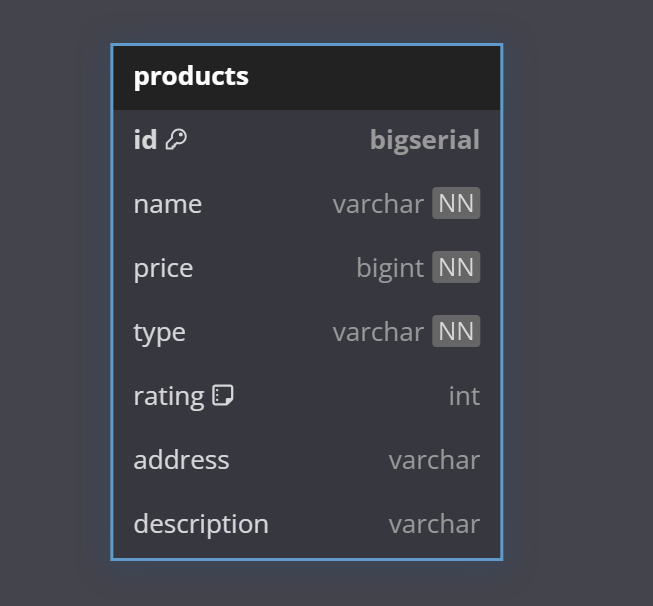 products
id bigserial
name varchar NN
price bigint NN
type varchar NN
rating int
address varchar
description varchar